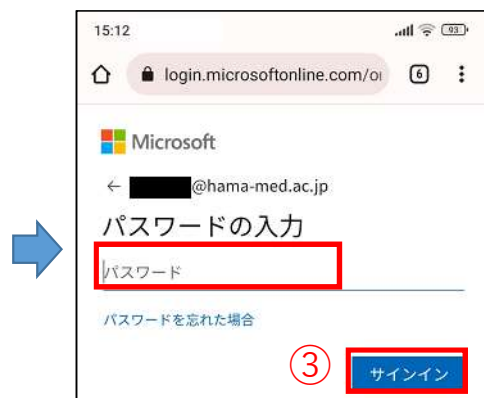 15:12
93
login.microsoftonline.com/o
6
Microsoft
← @hama-med.ac.jp
パスワードの入力
パスワード
パスワードを忘れた場合
③
サインイン